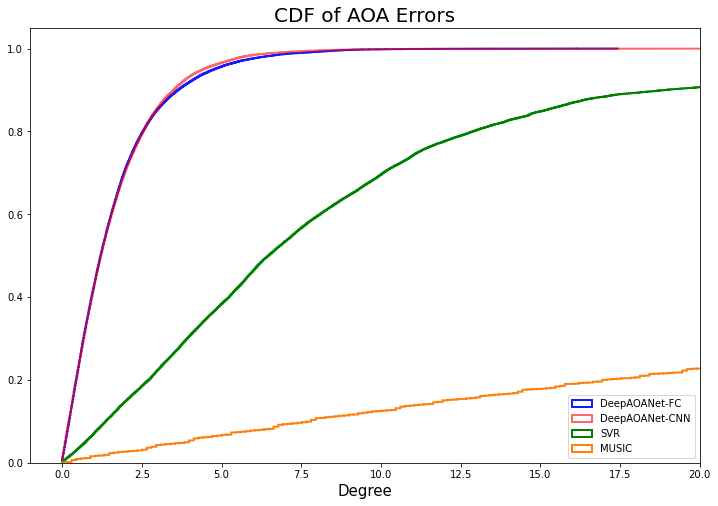 CDF of AOA Errors
1.0
0.8
0.6
0.4
0.2
0.0
0.0 2.5 5.0 7.5 10.0 12.5 15.0 17.5 20.0
Degree
DeepAOANet-FC
DeepAOANet-CNN
SVR
MUSIC